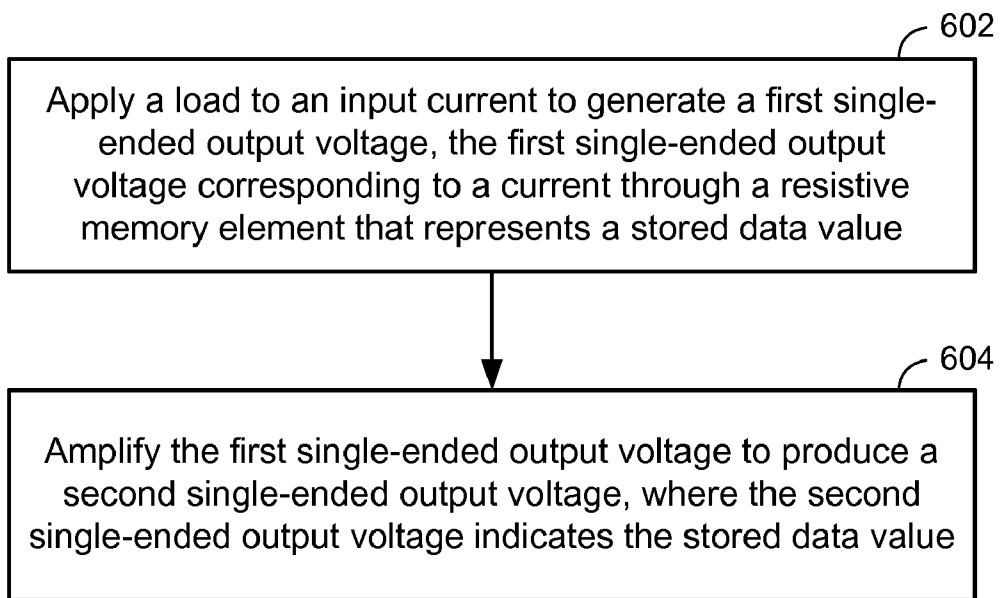 602
Apply a load to an input current to generate a first single-
ended output voltage, the first single-ended output
voltage corresponding to a current through a resistive
memory element that represents a stored data value
604
Amplify the first single-ended output voltage to produce a
second single-ended output voltage, where the second
single-ended output voltage indicates the stored data value